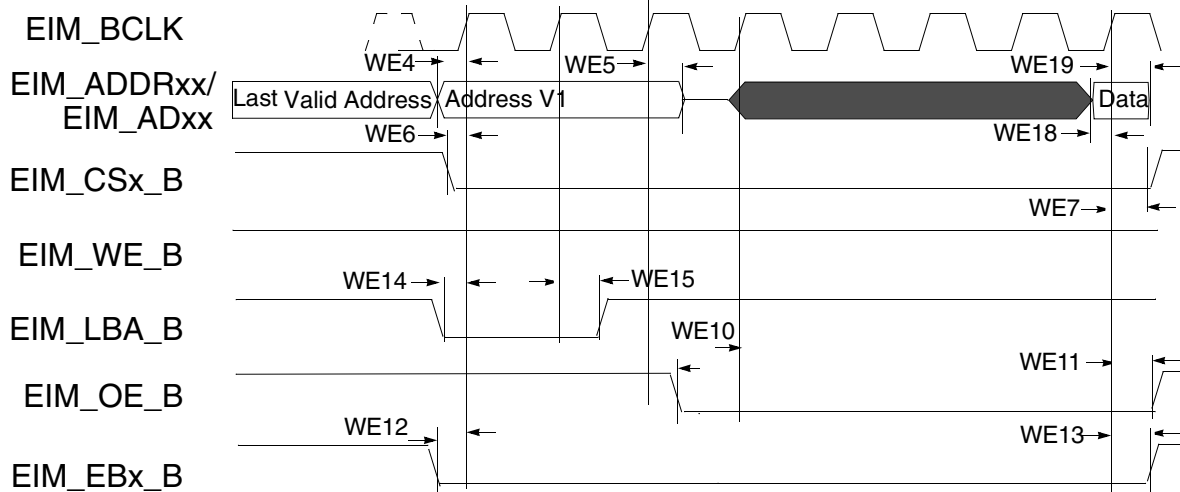 EIM_BCLK
WE4
WE5
WE19
EIM_ADDRxx/
EIM_ADxx
Last Valid Address
Address V1
Data
WE6
WE18
EIM_CSx_B
WE7
EIM_WE_B
WE14
WE15
EIM_LBA_B
WE10
WE11
EIM_OE_B
WE12
WE13
EIM_EBx_B